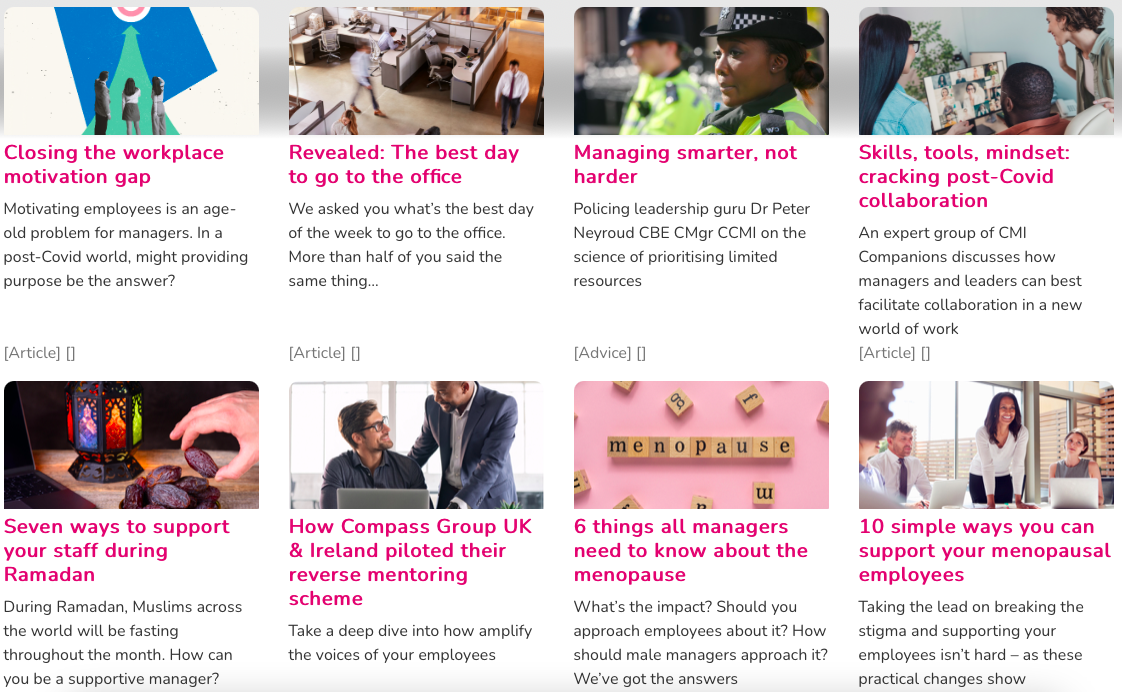 Closing the workplace
motivation gap
Motivating employees is an age-
old problem for managers. In a
post-Covid world, might providing
purpose be the answer?
[Article] []
Revealed: The best day
to go to the office
We asked you what’s the best day
of the week to go to the office.
More than half of you said the
same thing...
[Article] []
Managing smarter, not
harder
Policing leadership guru Dr Peter
Neyroud CBE CMgr CCMI on the
science of prioritising limited
resources
[Advice] []
Skills, tools, mindset:
cracking post-Covid
collaboration
An expert group of CMI
Companions discusses how
managers and leaders can best
facilitate collaboration in a new
world of work
[Article] []
Seven ways to support
your staff during
Ramadan
During Ramadan, Muslims across
the world will be fasting
throughout the month. How can
you be a supportive manager?
How Compass Group UK
& Ireland piloted their
reverse mentoring
scheme
Take a deep dive into how amplify
the voices of your employees
menopause
6 things all managers
need to know about the
menopause
What’s the impact? Should you
approach employees about it? How
should male managers approach it?
We’ve got the answers
10 simple ways you can
support your menopausal
employees
Taking the lead on breaking the
stigma and supporting your
employees isn’t hard – as these
practical changes show